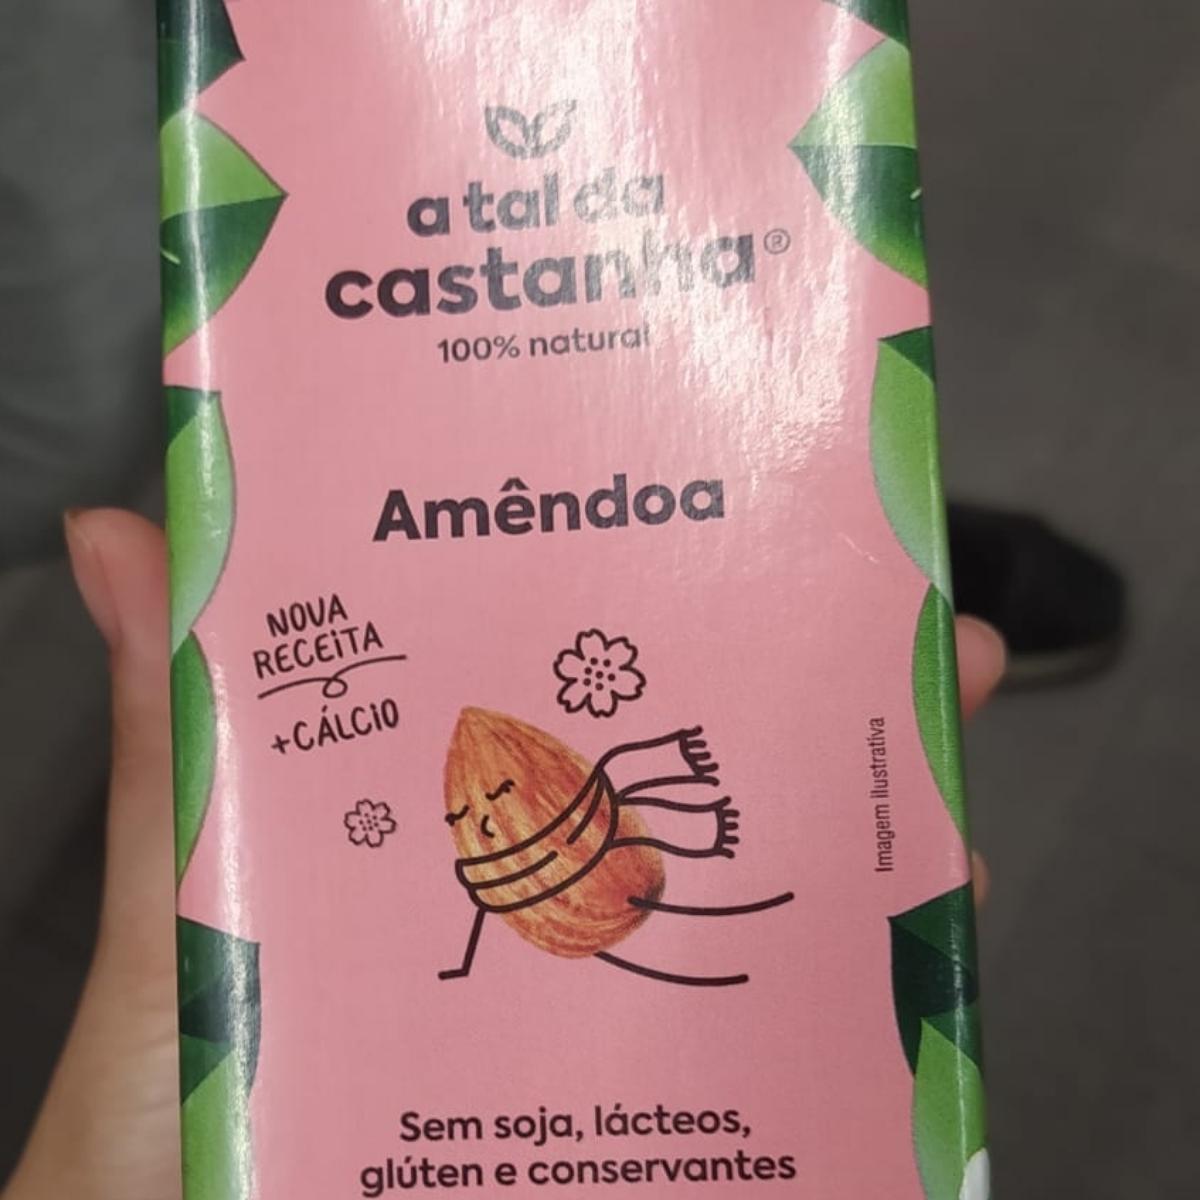 a tal da
castanha®
100% natural
Amêndoa
NOVA
RECEITA
+CÁLCIO
Imagem ilustrativa
Sem soja, lácteos,
glúten e conservantes